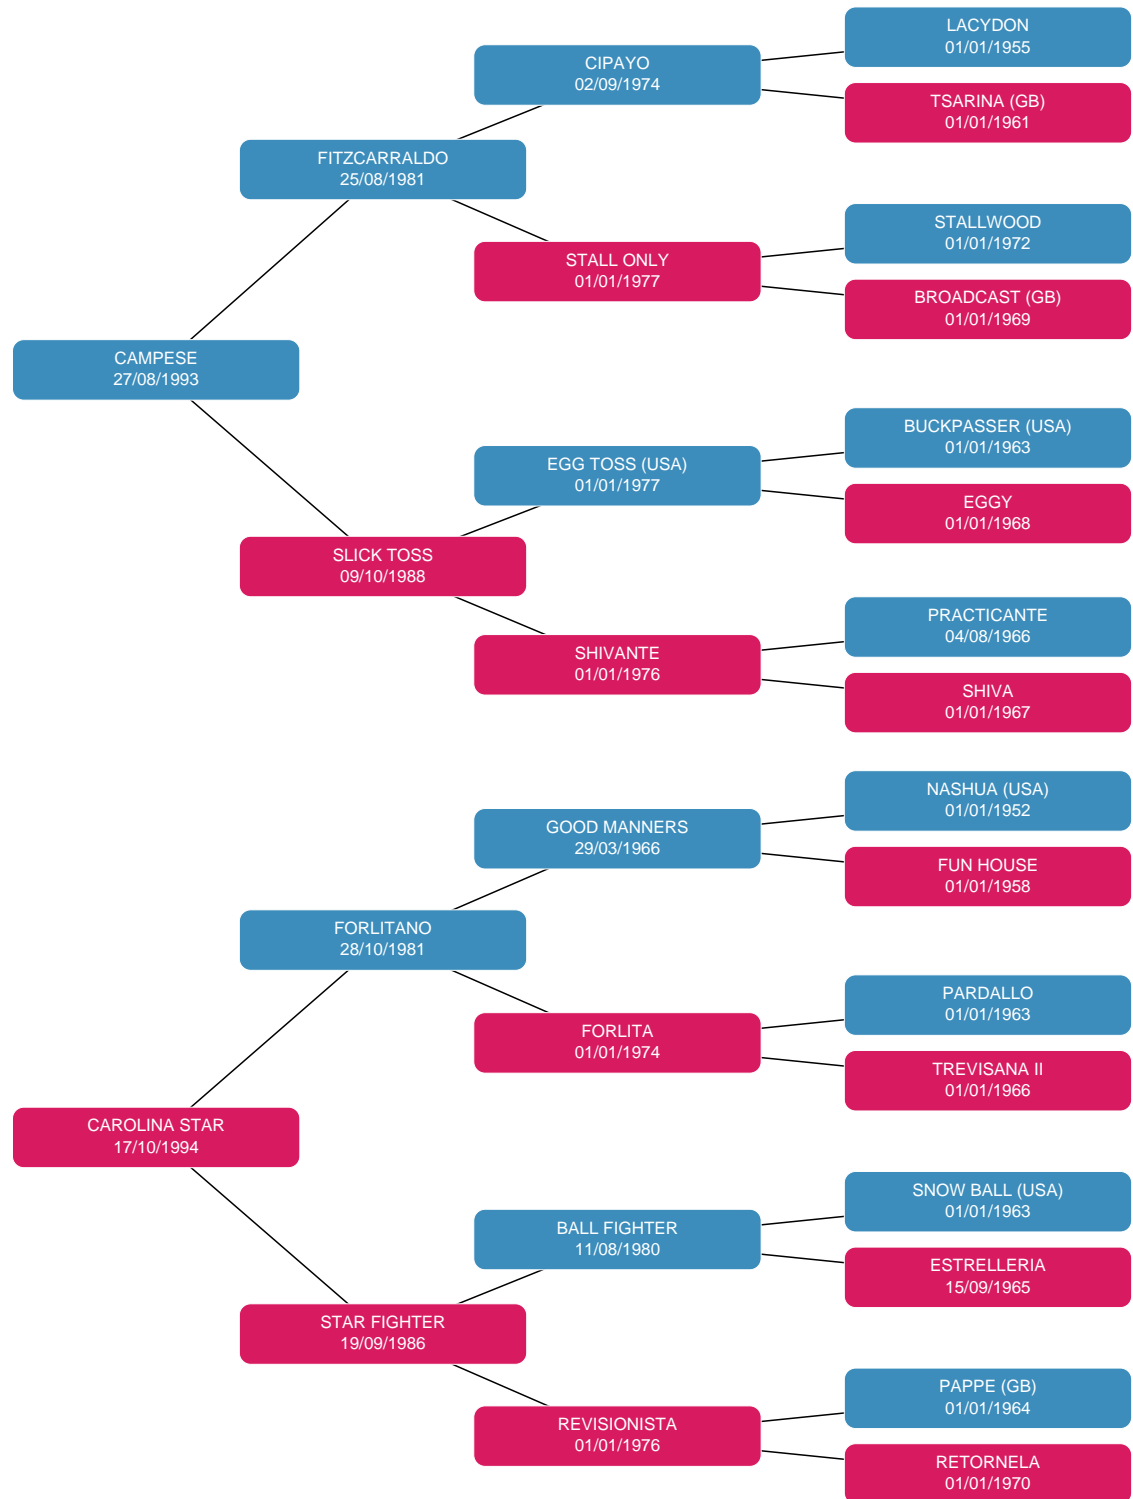 LACYDON
01/01/1955
CIPAYO
02/09/1974
TSARINA (GB)
01/01/1961
FITZCARRALDO
25/08/1981
STALLWOOD
01/01/1972
STALL ONLY
01/01/1977
BROADCAST (GB)
01/01/1969
CAMPESE
27/08/1993
BUCKPASSER (USA)
01/01/1963
EGG TOSS (USA)
01/01/1977
EGGY
01/01/1968
SLICK TOSS
09/10/1988
PRACTICANTE
04/08/1966
SHIVANTE
01/01/1976
SHIVA
01/01/1967
NASHUA (USA)
01/01/1952
GOOD MANNERS
29/03/1966
FUN HOUSE
01/01/1958
FORLITANO
28/10/1981
PARDALLO
01/01/1963
FORLITA
01/01/1974
TREVISANA II
01/01/1966
CAROLINA STAR
17/10/1994
SNOW BALL (USA)
01/01/1963
BALL FIGHTER
11/08/1980
ESTRELLERIA
15/09/1965
STAR FIGHTER
19/09/1986
PAPPE (GB)
01/01/1964
REVISIONISTA
01/01/1976
RETORNELA
01/01/1970